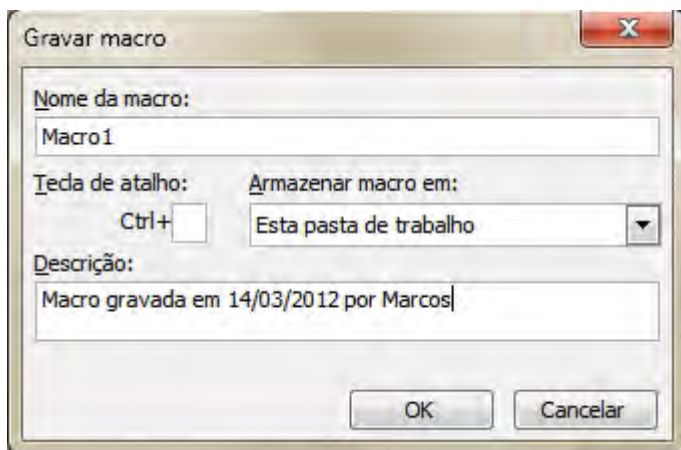 Gravar macro
Nome da macro:
Macro1
Tecla de atalho: Armazenar macro em:
Ctrl+ Esta pasta de trabalho
Descrição:
Macro gravada em 14/03/2012 por Marcos
OK Cancelar